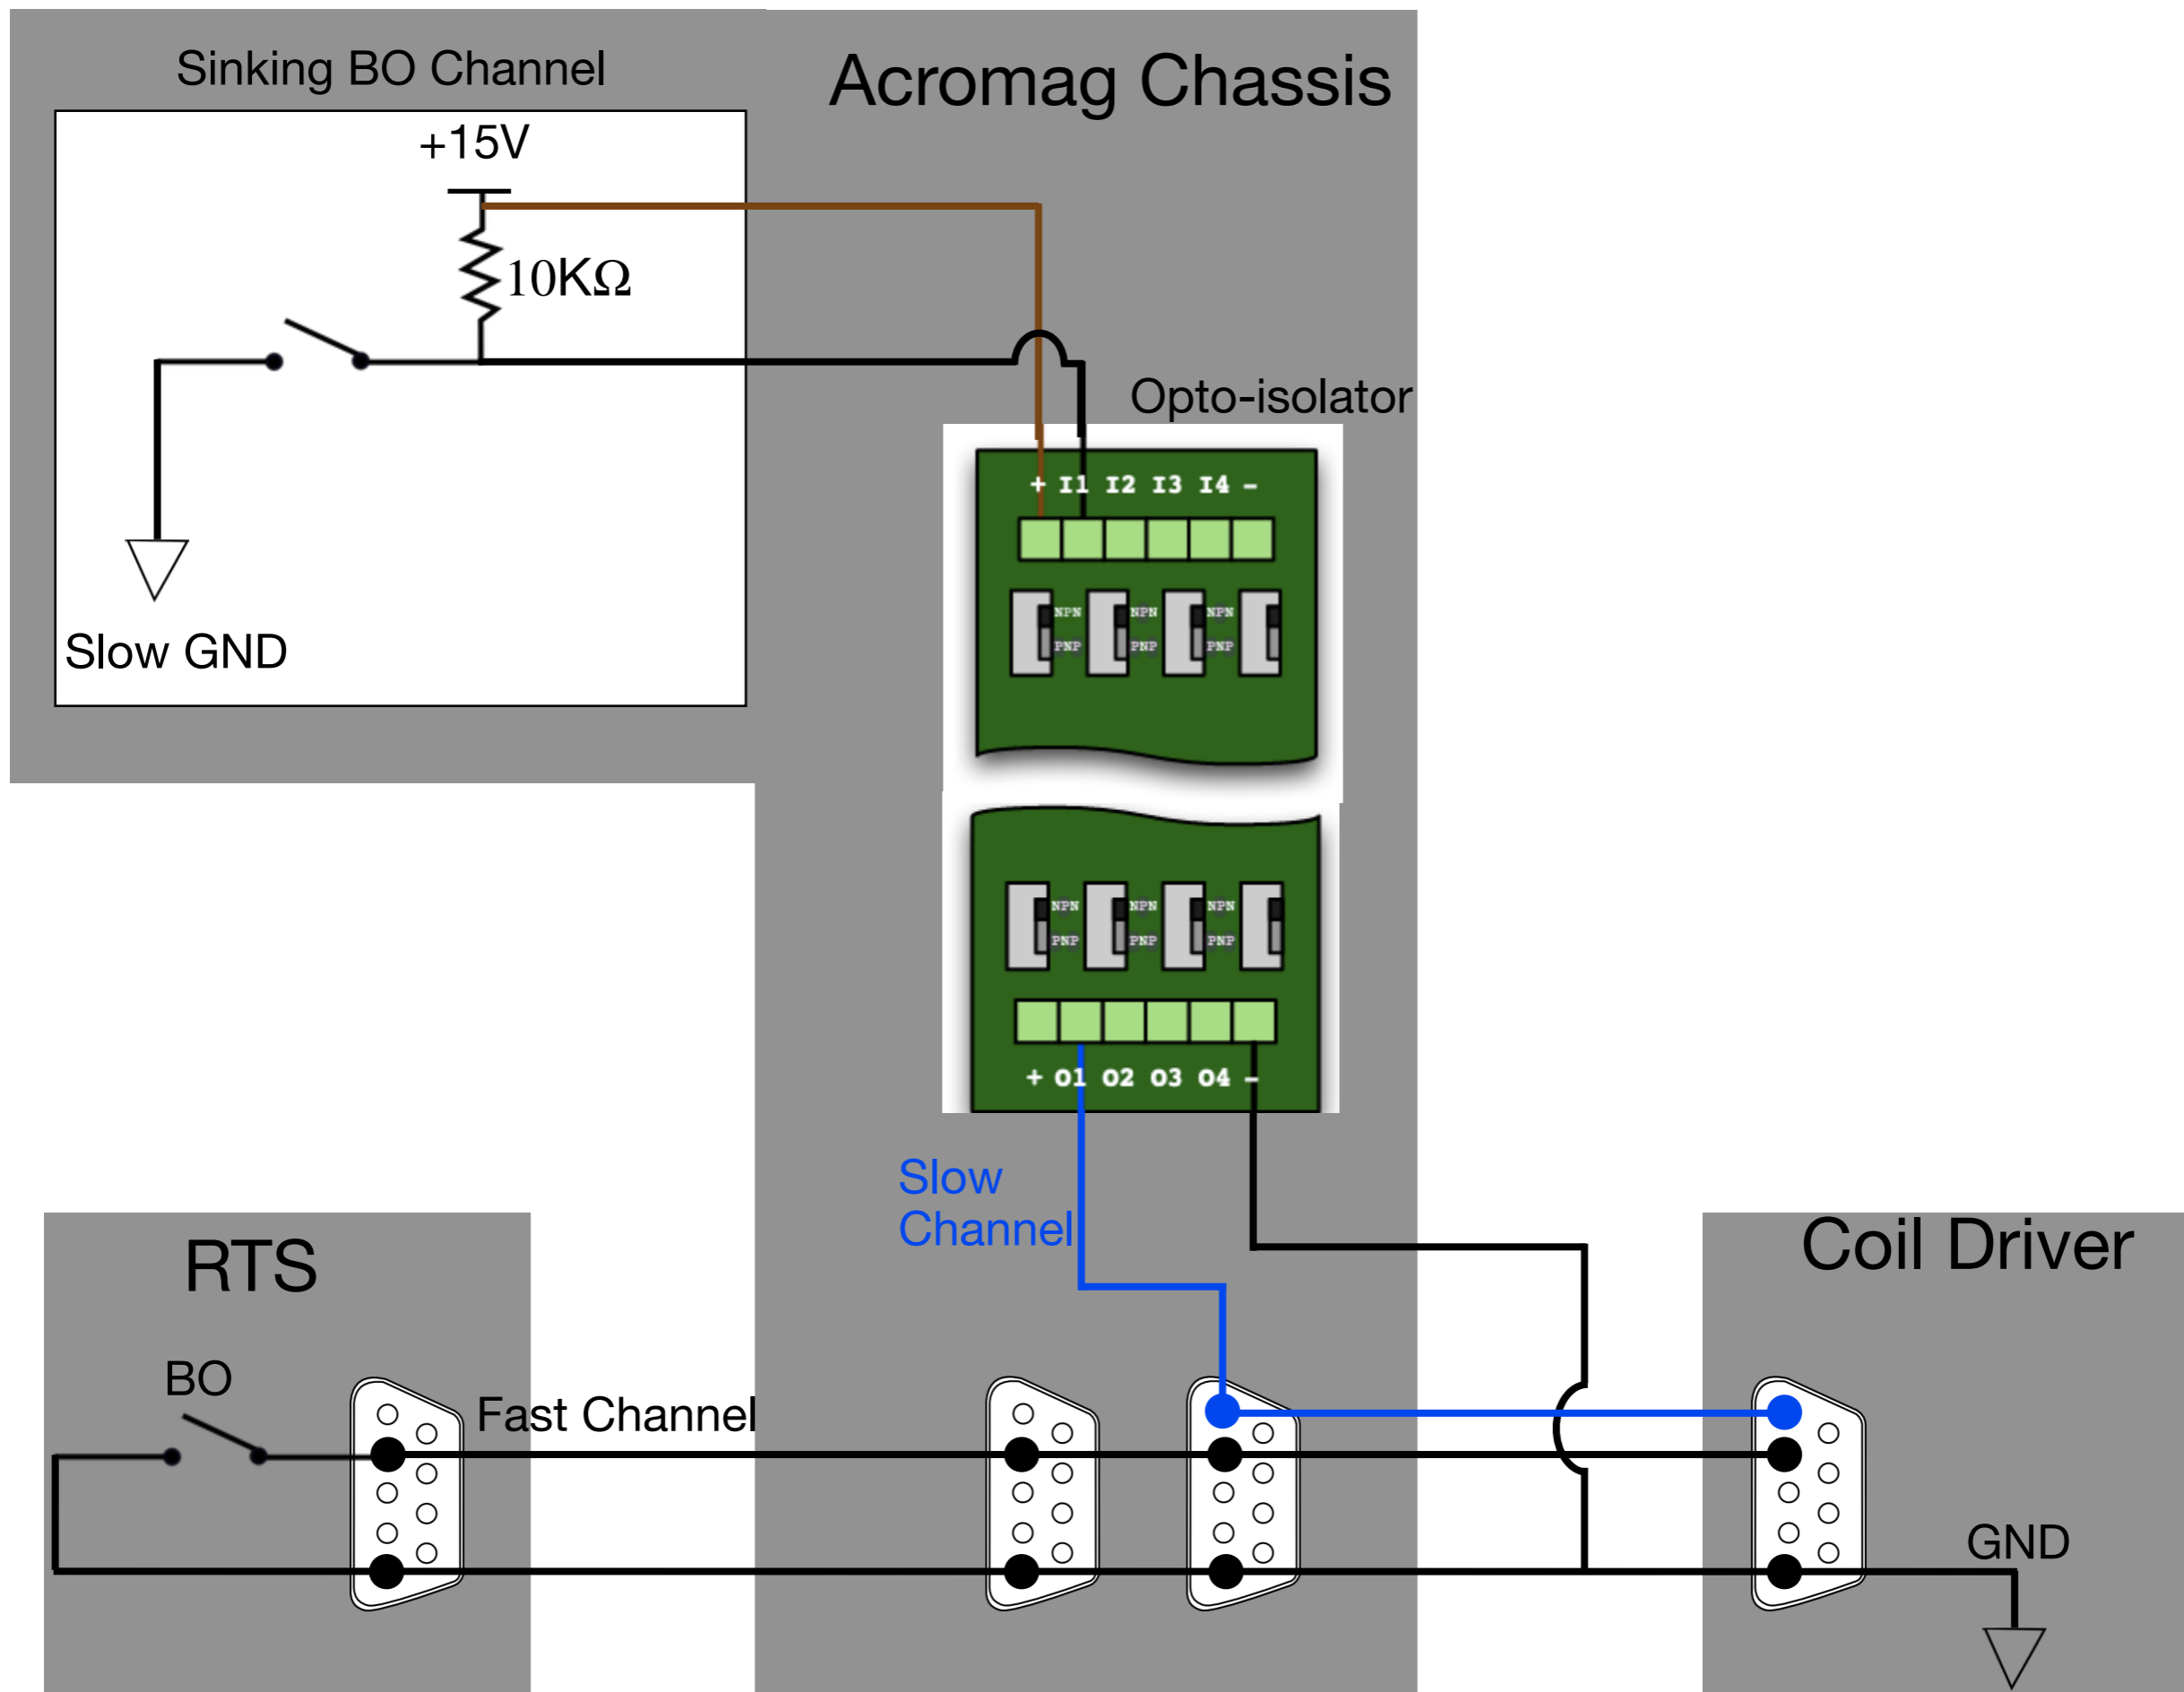 Sinking BO Channel
Acromag Chassis
+15V
10KΩ
Opto-isolator
Slow GND
+ I1 I2 I3 I4 -
NPN NPN NPN
PNP PNP PNP
NPN NPN NPN
PNP PNP PNP
+ O1 O2 O3 O4 -
Slow
Channel
RTS
Coil Driver
BO
Fast Channel
GND